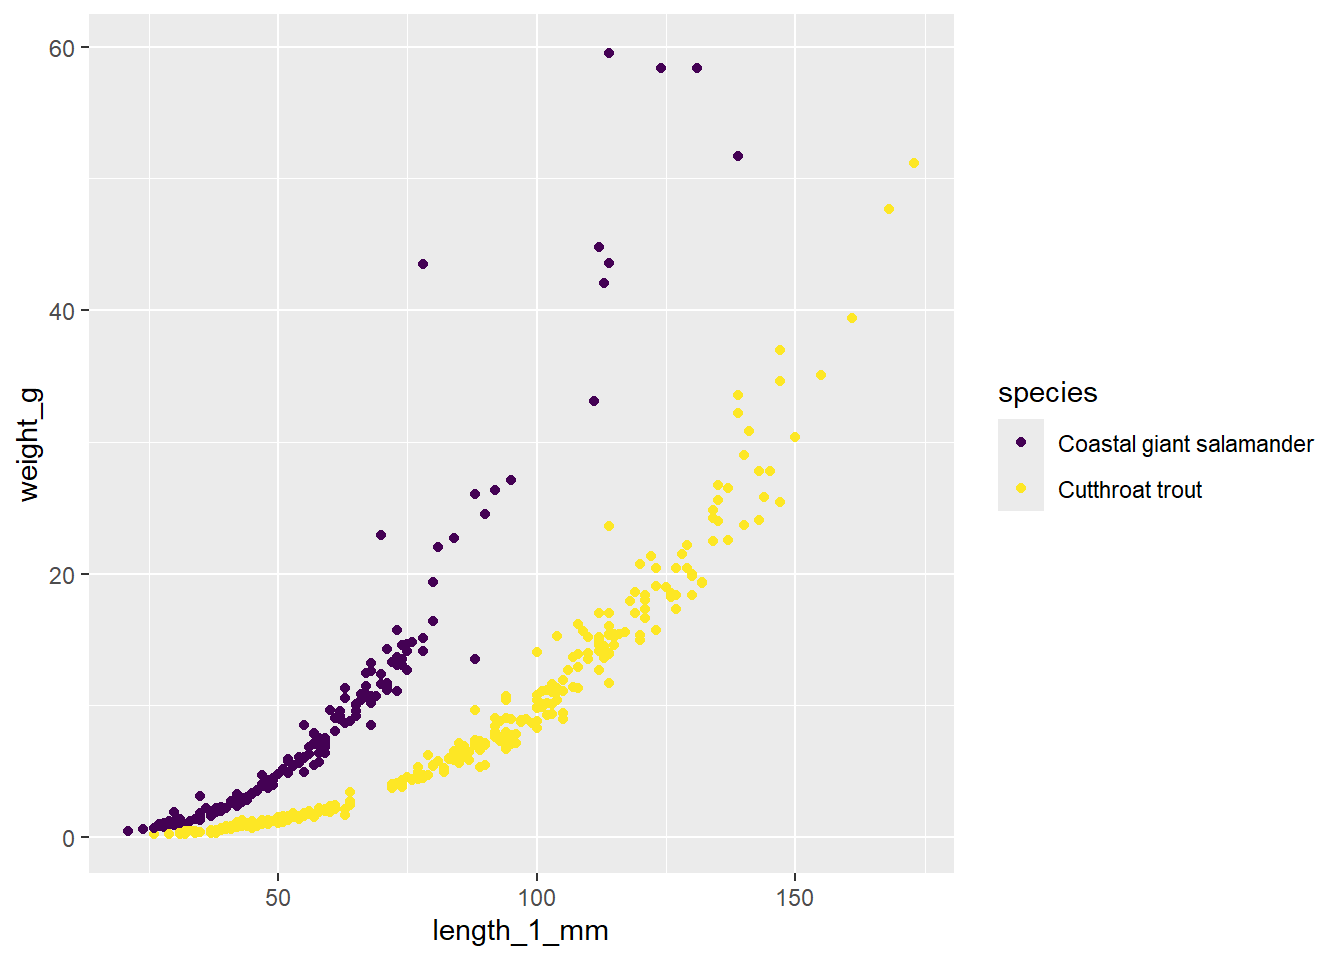 60
40
20
0
weight_g
50
100
150
length_1_mm
species
Coastal giant salamander
Cutthroat trout